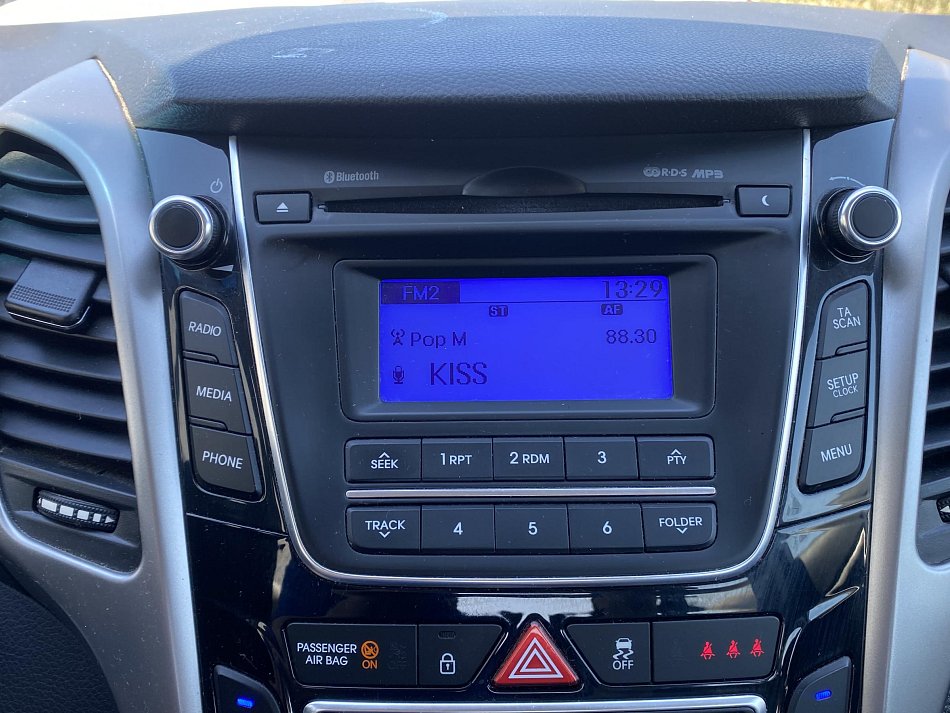 Bluetooth
R·D·S MP3
FM2 13:29
ST AF
Pop M 88.30
KISS
RADIO
MEDIA
PHONE
TA SCAN
SETUP
CLOCK
MENU
SEEK 1 RPT 2 RDM 3 PTY
TRACK 4 5 6 FOLDER
PASSENGER
AIR BAG
ON
OFF